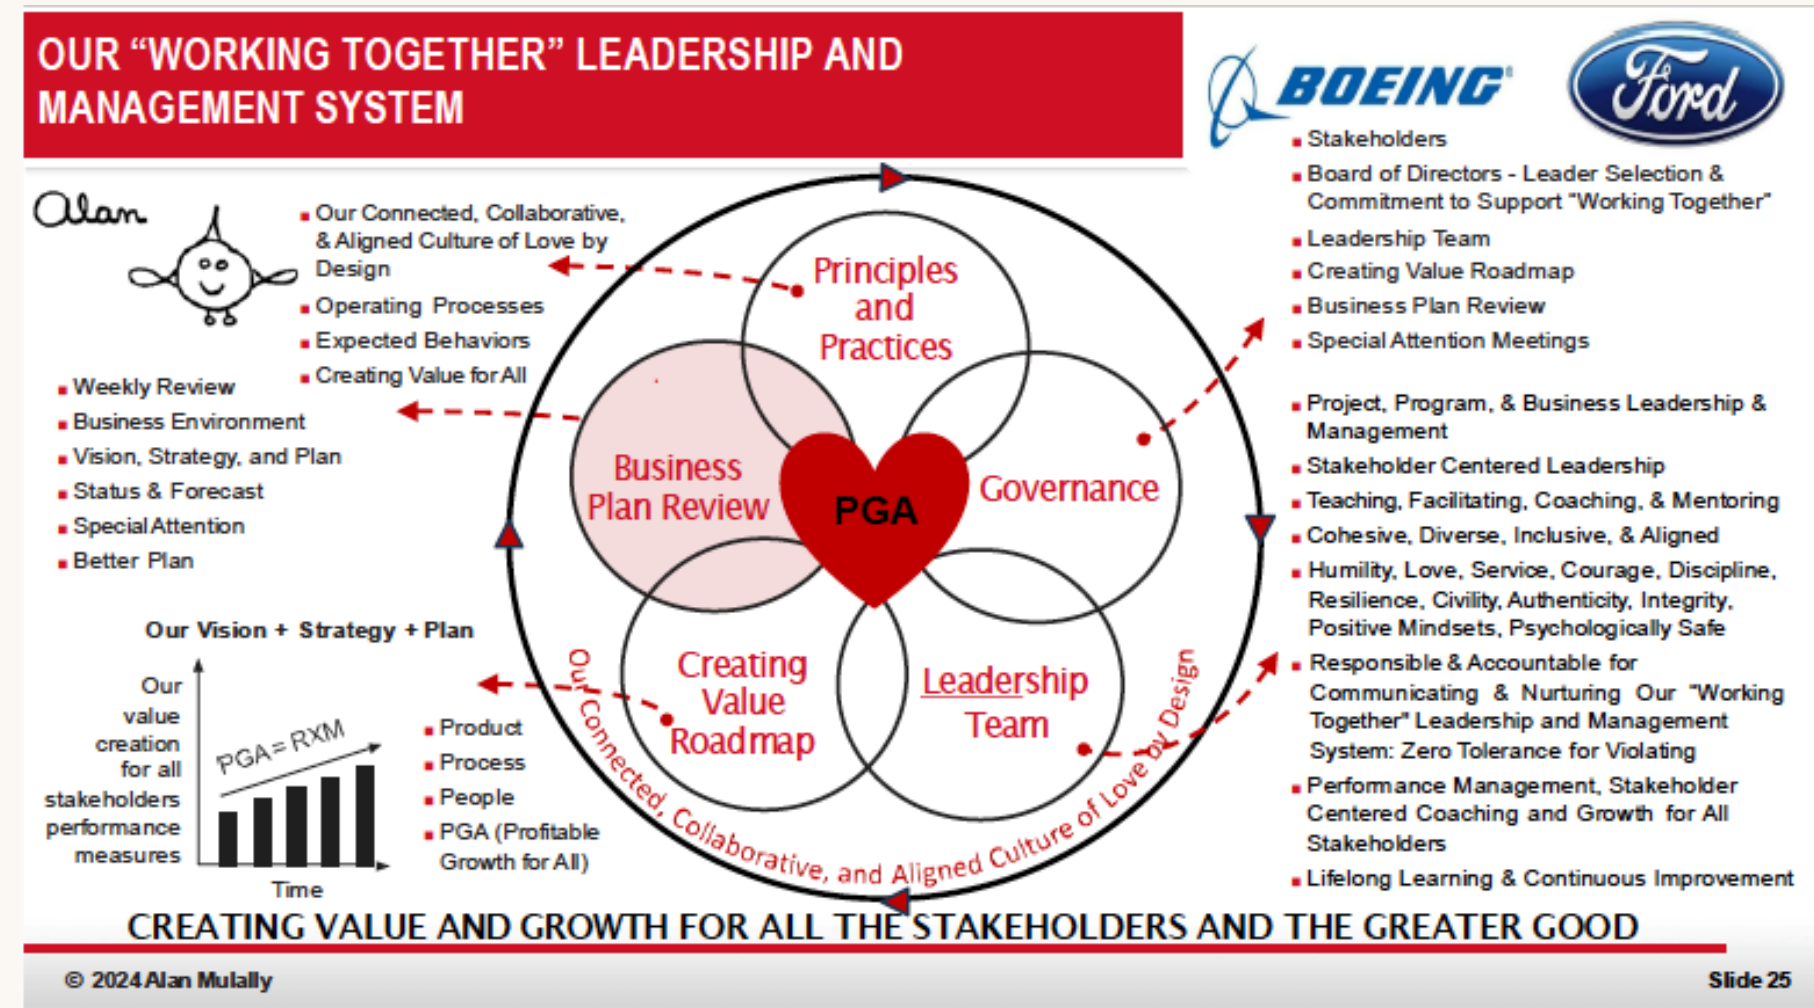 OUR “WORKING TOGETHER” LEADERSHIP AND
MANAGEMENT SYSTEM
BOEING
Ford
Alan
Our Connected, Collaborative,
& Aligned Culture of Love by
Design
Operating Processes
Expected Behaviors
Creating Value for All
Weekly Review
Business Environment
Vision, Strategy, and Plan
Status & Forecast
Special Attention
Better Plan
Our Vision + Strategy + Plan
Our
value
creation
for all
stakeholders
performance
measures
PGA = RXM
Time
Product
Process
People
PGA (Profitable
Growth for All)
Principles
and
Practices
Business
Plan Review
PGA
Governance
Creating
Value
Roadmap
Leadership
Team
Our Connected, Collaborative, and Aligned Culture of Love by Design
Stakeholders
Board of Directors - Leader Selection &
Commitment to Support “Working Together”
Leadership Team
Creating Value Roadmap
Business Plan Review
Special Attention Meetings
Project, Program, & Business Leadership &
Management
Stakeholder Centered Leadership
Teaching, Facilitating, Coaching, & Mentoring
Cohesive, Diverse, Inclusive, & Aligned
Humility, Love, Service, Courage, Discipline,
Resilience, Civility, Authenticity, Integrity,
Positive Mindsets, Psychologically Safe
Responsible & Accountable for
Communicating & Nurturing Our "Working
Together" Leadership and Management
System: Zero Tolerance for Violating
Performance Management, Stakeholder
Centered Coaching and Growth for All
Stakeholders
Lifelong Learning & Continuous Improvement
CREATING VALUE AND GROWTH FOR ALL THE STAKEHOLDERS AND THE GREATER GOOD
© 2024 Alan Mulally
Slide 25